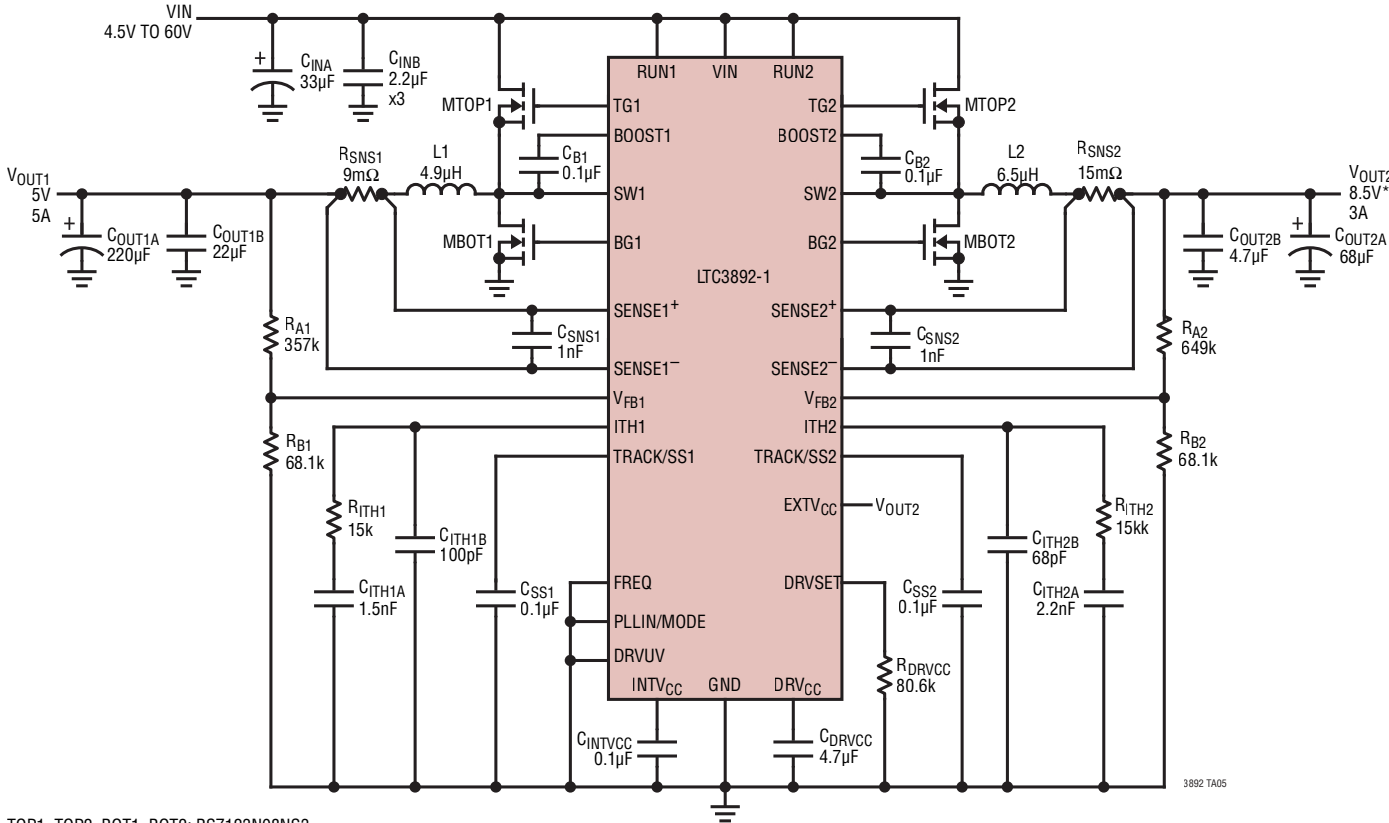 VIN
4.5V TO 60V
CINA
33µF
CINB
2.2µF
x3
RUN1
VIN
RUN2
MTOP1
TG1
TG2
MTOP2
BOOST1
BOOST2
CB1
0.1µF
CB2
0.1µF
VOUT1
5V
5A
RSNS1
9mΩ
L1
4.9µH
SW1
SW2
L2
6.5µH
RSNS2
15mΩ
VOUT2
8.5V*
3A
COUT1A
220µF
COUT1B
22µF
MBOT1
BG1
BG2
MBOT2
COUT2B
4.7µF
COUT2A
68µF
LTC3892-1
SENSE1+
SENSE2+
RA1
357k
CSNS1
1nF
CSNS2
1nF
RA2
649k
SENSE1–
SENSE2–
VFB1
VFB2
ITH1
ITH2
RB1
68.1k
TRACK/SS1
TRACK/SS2
RB2
68.1k
RITH1
15k
EXTVCC
VOUT2
RITH2
15kk
CITH1B
100pF
CITH2B
68pF
CITH1A
1.5nF
CSS1
0.1µF
FREQ
DRVSET
CSS2
0.1µF
CITH2A
2.2nF
PLLIN/MODE
DRVUV
RDRVCC
80.6k
INTVCC
GND
DRVCC
CINTVCC
0.1µF
CDRVCC
4.7µF
3892 TA05